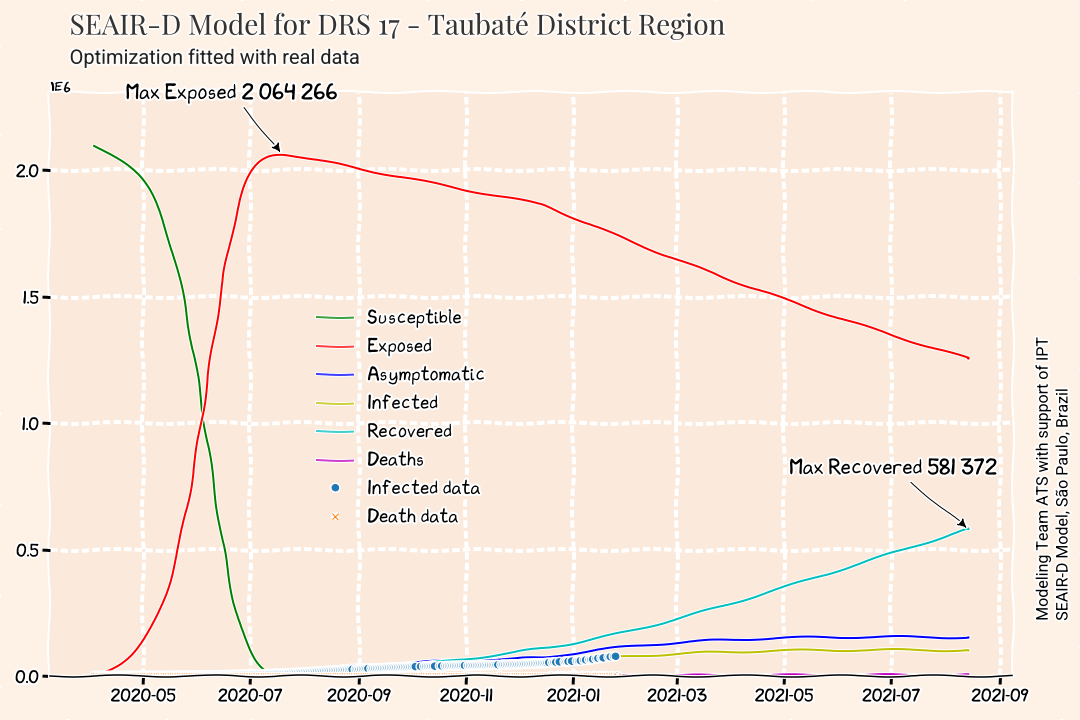 SEAIR-D Model for DRS 17 - Taubaté District Region
Optimization fitted with real data
1E6
Max Exposed 2 064 266
2.0
1.5
1.0
0.5
0.0
Susceptible
Exposed
Asymptomatic
Infected
Recovered
Deaths
Infected data
Death data
Max Recovered 581 372
2020-05
2020-07
2020-09
2020-11
2021-01
2021-03
2021-05
2021-07
2021-09
Modeling Team ATS with support of IPT
SEAIR-D Model, São Paulo, Brazil